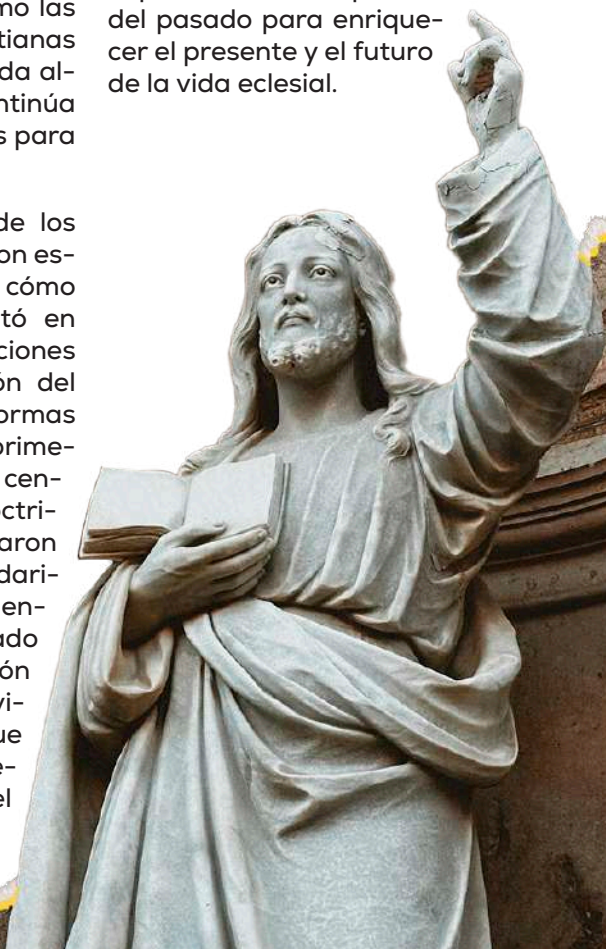 mo las
tianas
da al-
ntinúa
s para
de los
on es-
cómo
tó en
ciones
ón del
ormas
prime-
cen-
octri-
aron
dari-
en-
ado
ón
vi-
ue
e-
el
del pasado para enrique-
cer el presente y el futuro
de la vida eclesial.